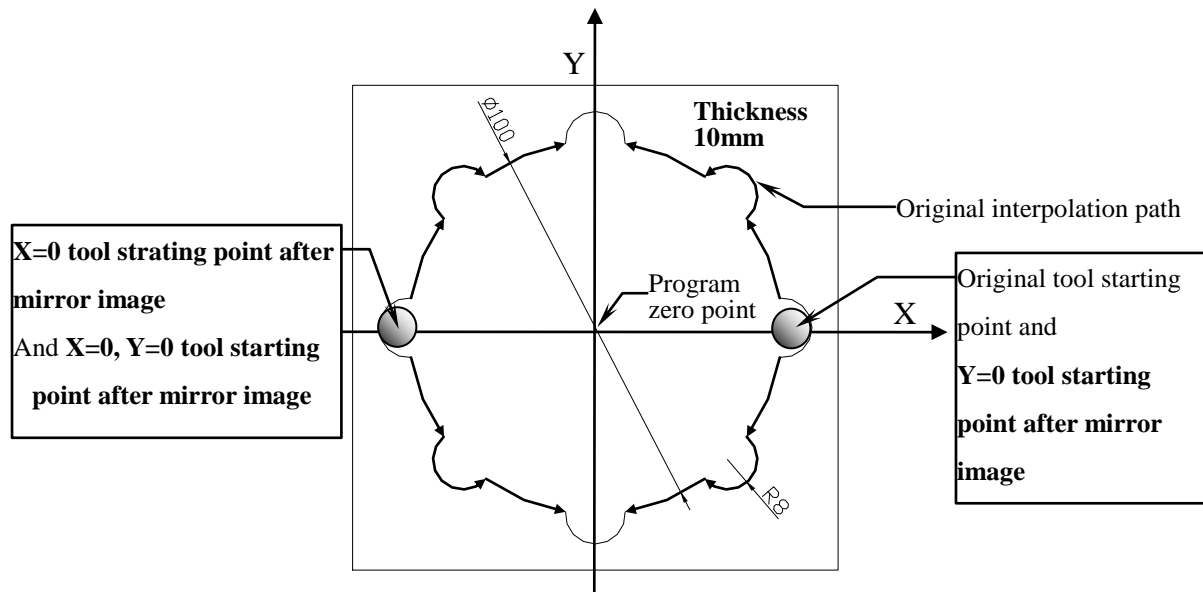 Y
Thickness
10mm
ø100
Original interpolation path
X=0 tool strating point after
mirror image
And X=0, Y=0 tool starting
point after mirror image
Program
zero point
X
Original tool starting
point and
Y=0 tool starting
point after mirror
image
R8